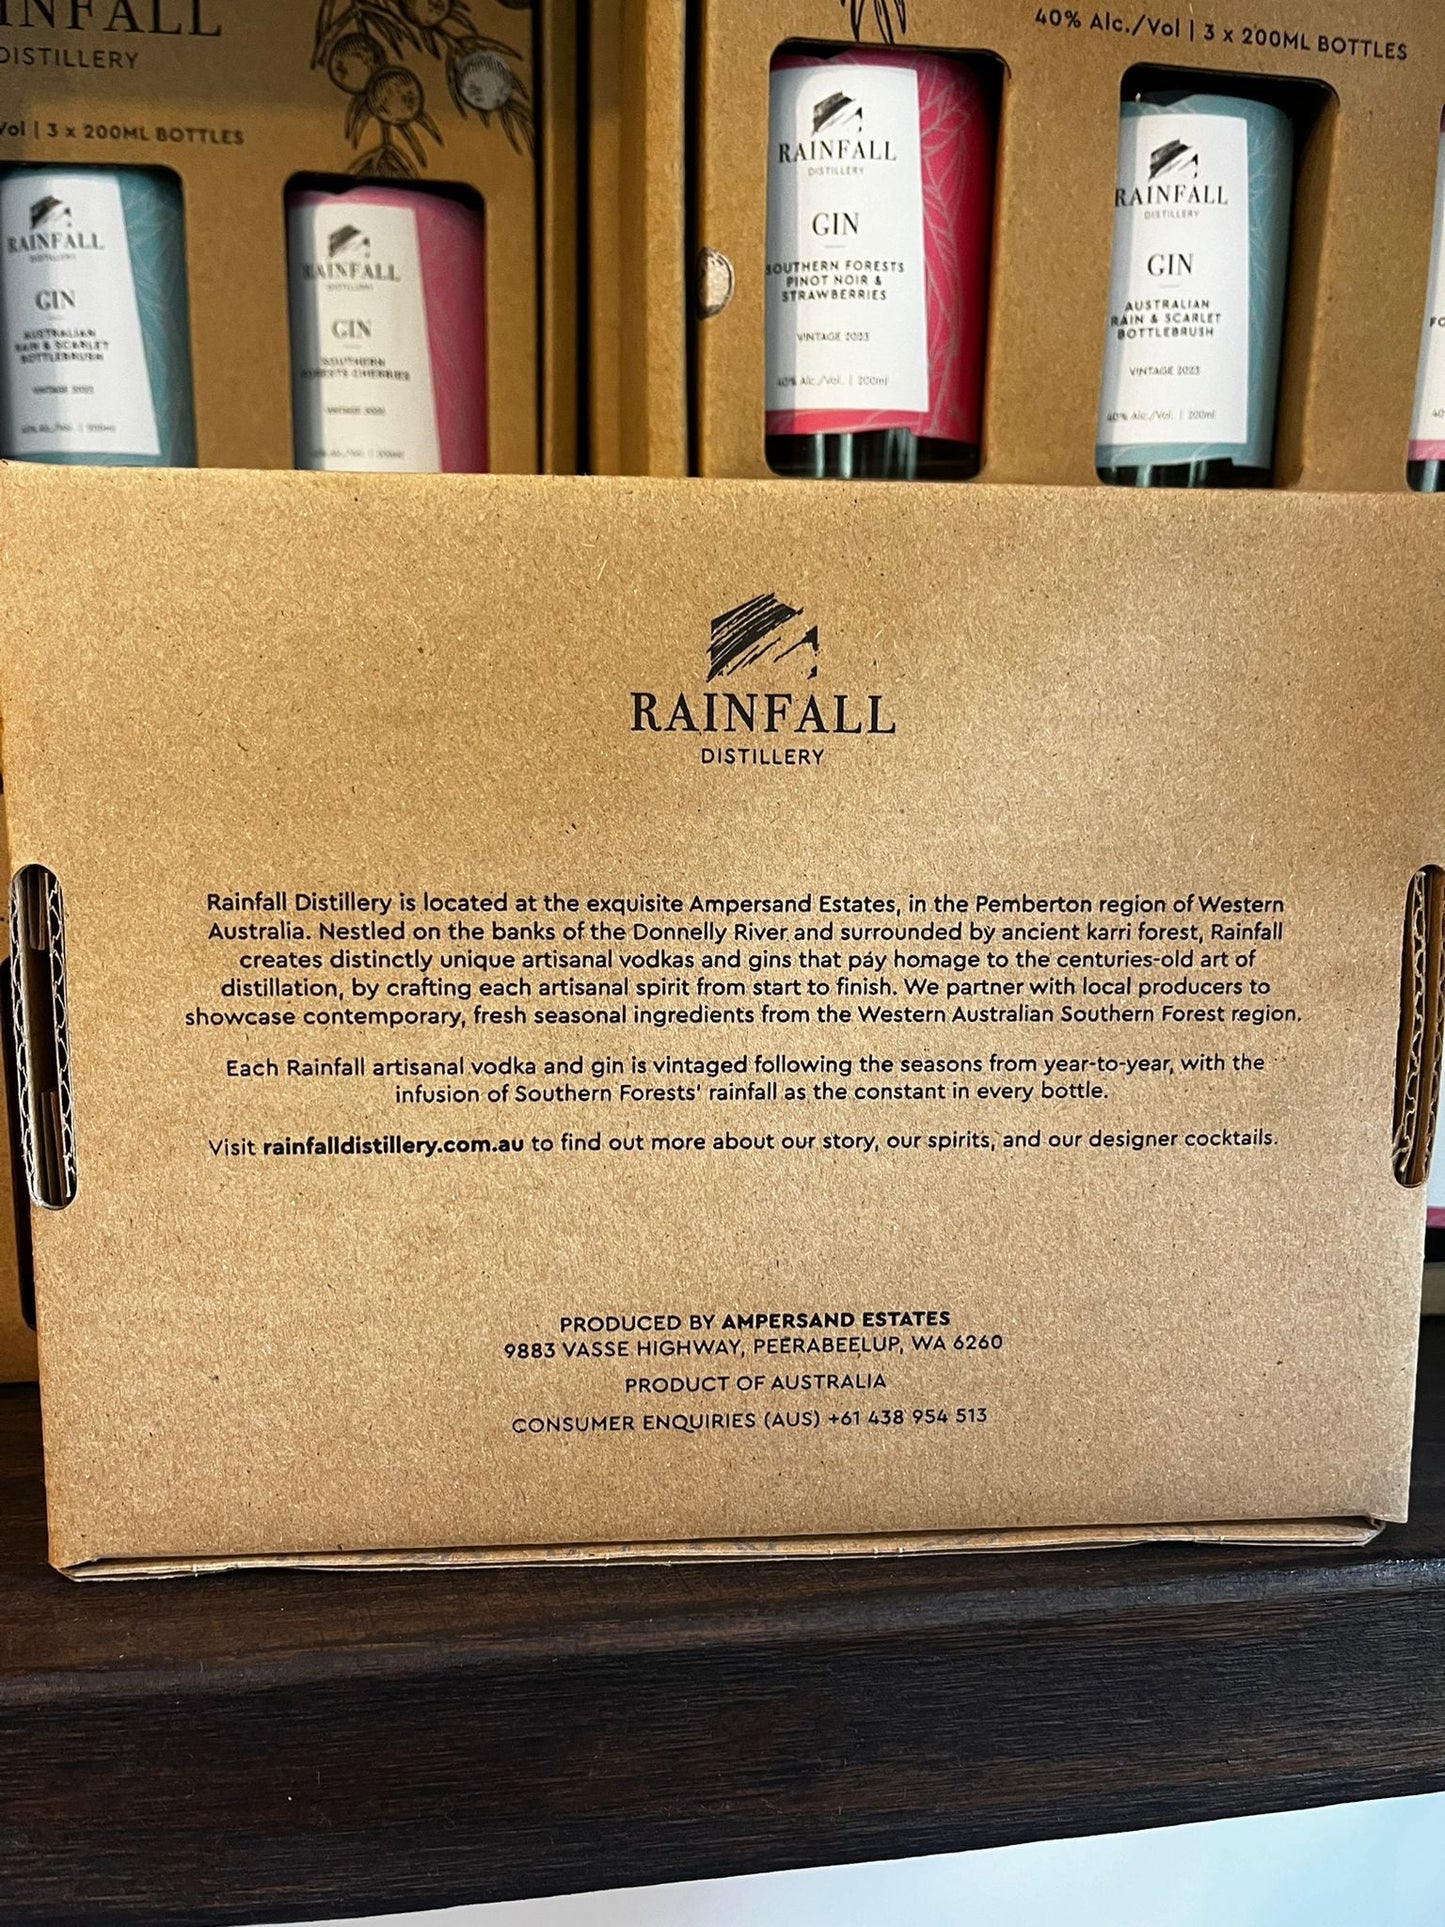 DISTILLERY
Vol | 3 x 200ML BOTTLES
RAINFALL
GIN
AUSTRALIAN
RAIN & SCARLET
BOTTLEBRUSH
RAINFALL
GIN
SOUTHERN
FORESTS CHERRIES
40% Alc./Vol | 3 x 200ML BOTTLES
RAINFALL
DISTILLERY
GIN
SOUTHERN FORESTS
PINOT NOIR &
STRAWBERRIES
VINTAGE 2023
40% Alc./Vol. | 200ml
RAINFALL
DISTILLERY
GIN
AUSTRALIAN
RAIN & SCARLET
BOTTLEBRUSH
VINTAGE 2023
40% Alc./Vol. | 200ml
RAINFALL
DISTILLERY
Rainfall Distillery is located at the exquisite Ampersand Estates, in the Pemberton region of Western
Australia. Nestled on the banks of the Donnelly River and surrounded by ancient karri forest, Rainfall
creates distinctly unique artisanal vodkas and gins that pay homage to the centuries-old art of
distillation, by crafting each artisanal spirit from start to finish. We partner with local producers to
showcase contemporary, fresh seasonal ingredients from the Western Australian Southern Forest region.
Each Rainfall artisanal vodka and gin is vintaged following the seasons from year-to-year, with the
infusion of Southern Forests' rainfall as the constant in every bottle.
Visit rainfalldistillery.com.au to find out more about our story, our spirits, and our designer cocktails.
PRODUCED BY AMPERSAND ESTATES
9883 VASSE HIGHWAY, PEERABEELUP, WA 6260
PRODUCT OF AUSTRALIA
CONSUMER ENQUIRIES (AUS) +61 438 954 513